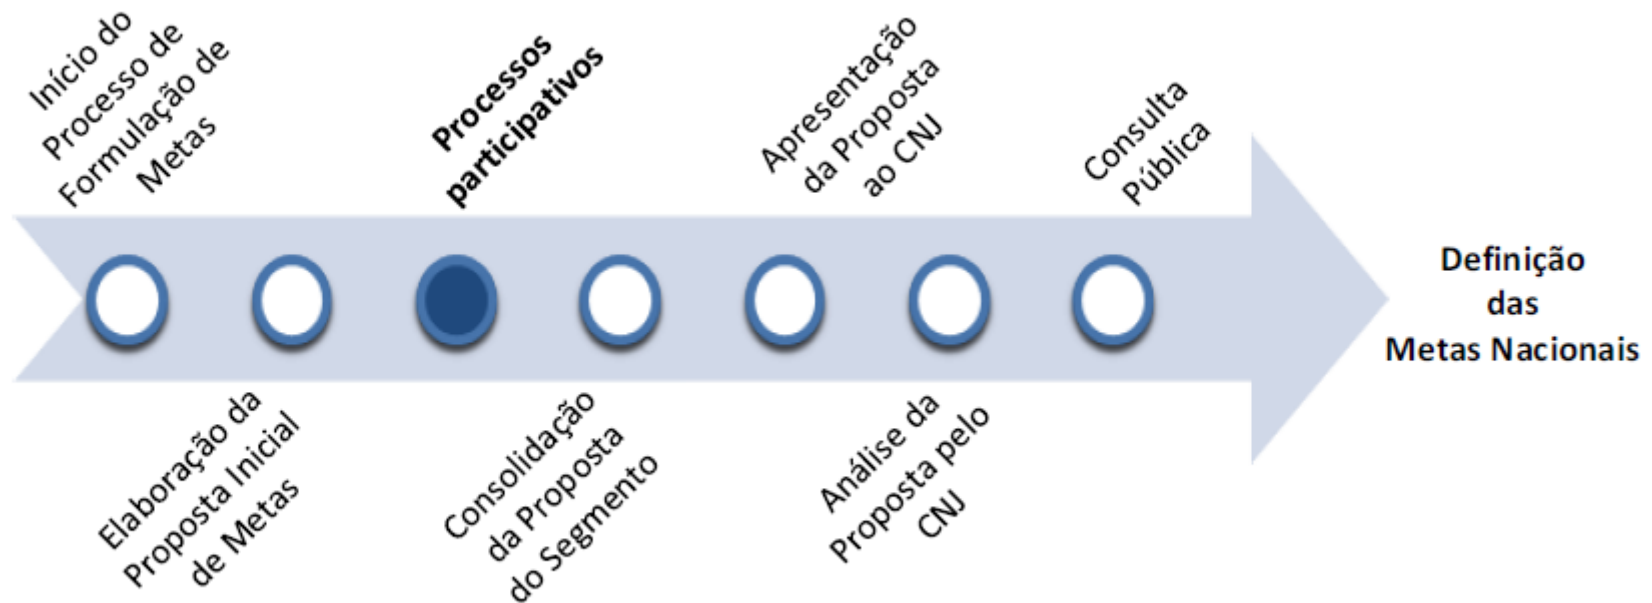 Início do
Processo de
Formulação de
Metas
Elaboração da
Proposta Inicial
de Metas
Processos
participativos
Consolidação
da Proposta
do Segmento
Apresentação
da Proposta
ao CNJ
Análise da
Proposta pelo
CNJ
Consulta
Pública
Definição
das
Metas Nacionais